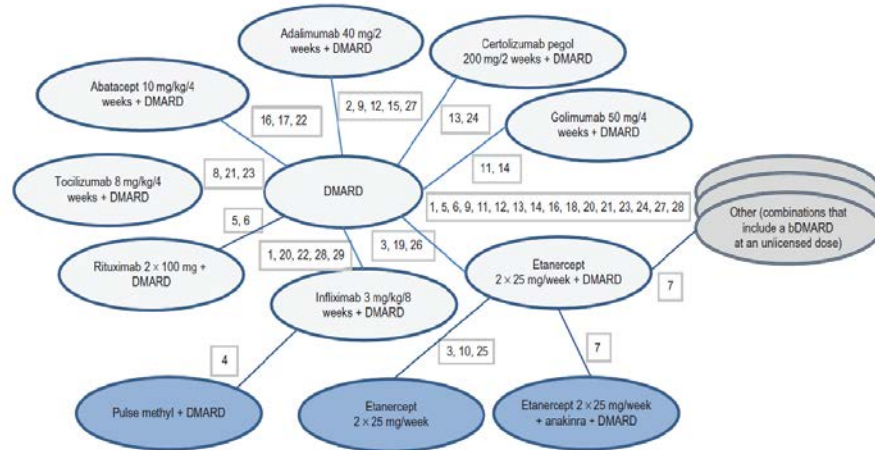 Adalimumab 40 mg/2
weeks + DMARD
Certolizumab pegol
200 mg/2 weeks + DMARD
Abatacept 10 mg/kg/4
weeks + DMARD
16, 17, 22
2, 9, 12, 15, 27
13, 24
Golimumab 50 mg/4
weeks + DMARD
11, 14
Tocilizumab 8 mg/kg/4
weeks + DMARD
8, 21, 23
DMARD
1, 5, 6, 9, 11, 12, 13, 14, 16, 18, 20, 21, 23, 24, 27, 28
Other (combinations that
include a bDMARD
at an unlicensed dose)
5, 6
Rituximab 2 × 100 mg +
DMARD
1, 20, 22, 28, 29
3, 19, 26
Etanercept
2 × 25 mg/week + DMARD
7
Infliximab 3 mg/kg/8
weeks + DMARD
4
3, 10, 25
7
Pulse methyl + DMARD
Etanercept
2 × 25 mg/week
Etanercept 2 × 25 mg/week
+ anakinra + DMARD